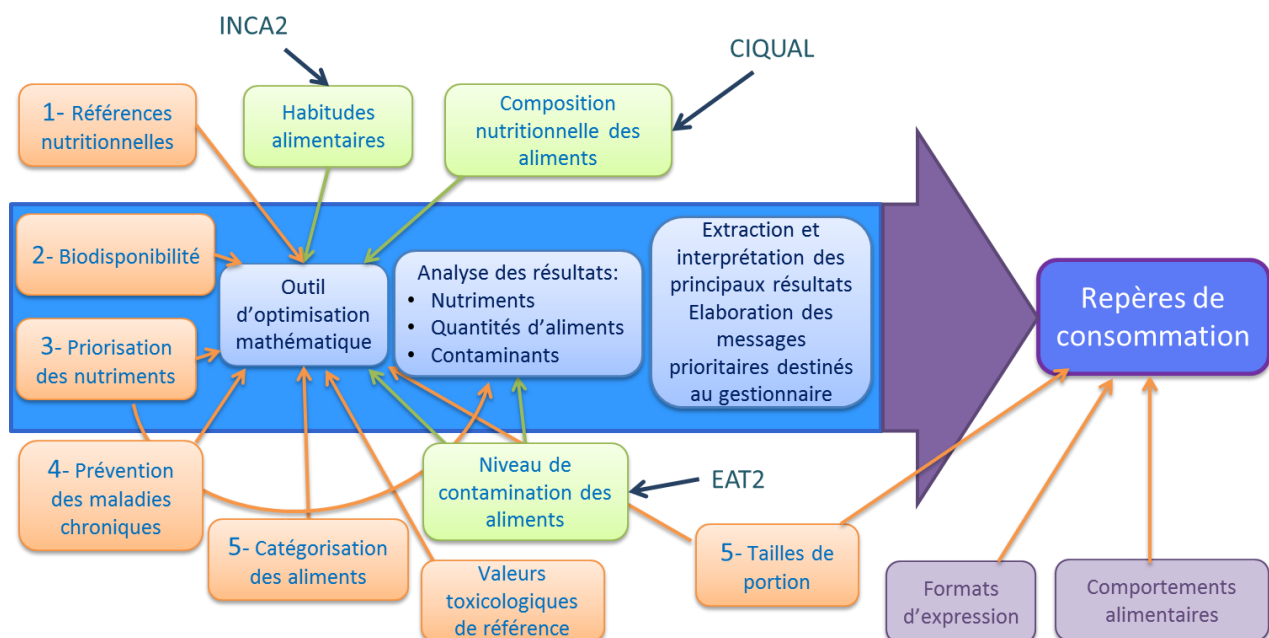 INCA2
CIQUAL
1- Références
nutritionnelles
Habitudes
alimentaires
Composition
nutritionnelle des
aliments
2- Biodisponibilité
Outil
d'optimisation
mathématique
Analyse des résultats:
• Nutriments
• Quantités d'aliments
• Contaminants
Extraction et
interprétation des
principaux résultats
Elaboration des
messages
prioritaires destinés
au gestionnaire
Repères de
consommation
3- Priorisation
des nutriments
4- Prévention
des maladies
chroniques
Niveau de
contamination des
aliments
EAT2
5- Catégorisation
des aliments
Valeurs
toxicologiques
de référence
5- Tailles de
portion
Formats
d'expression
Comportements
alimentaires